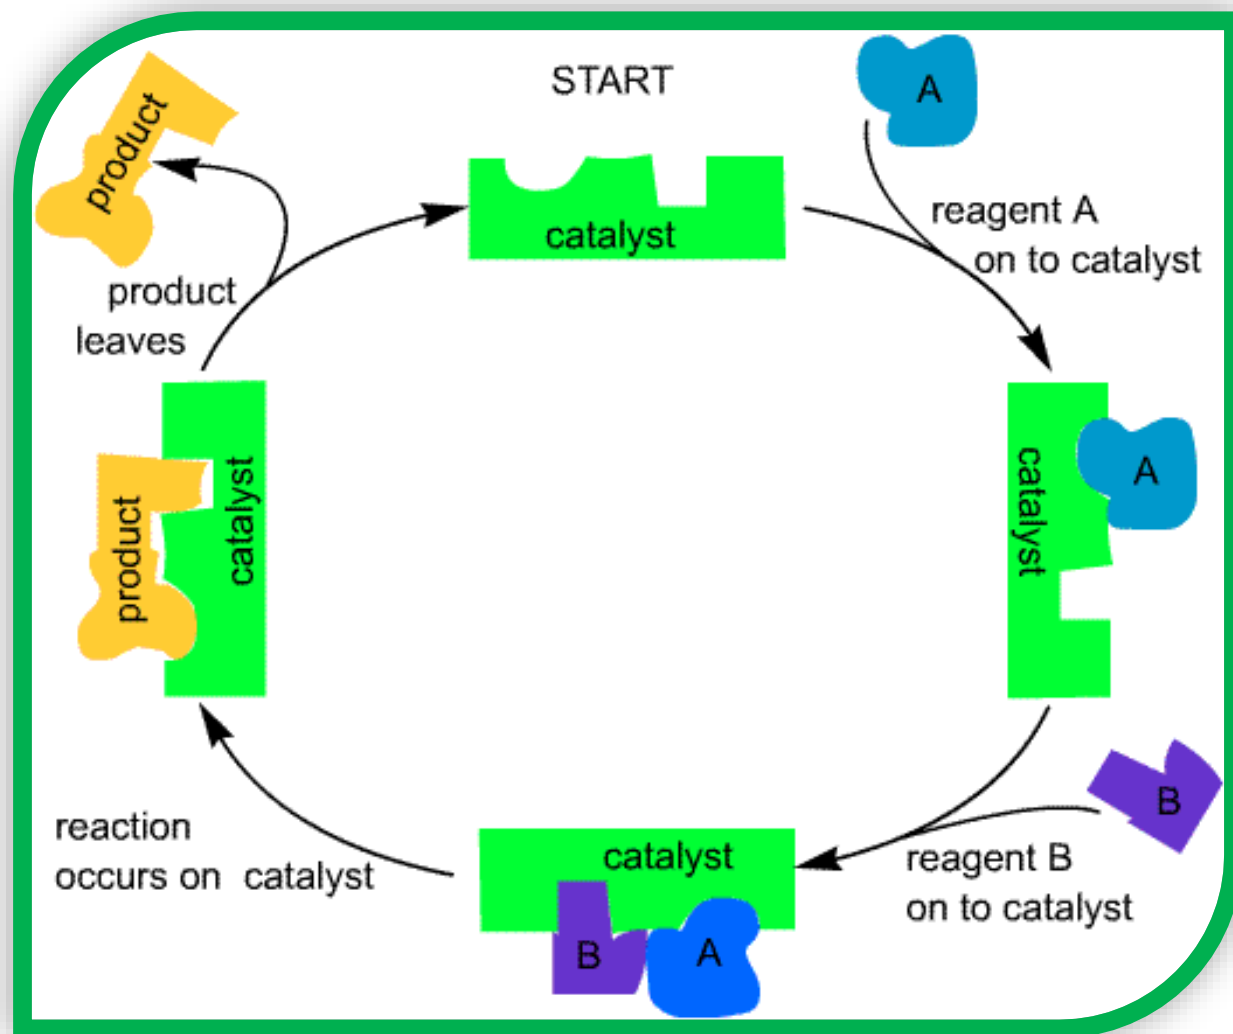 START
A
catalyst
reagent A
on to catalyst
catalyst
A
B
reagent B
on to catalyst
catalyst
B
A
reaction
occurs on catalyst
product
catalyst
product
leaves
product